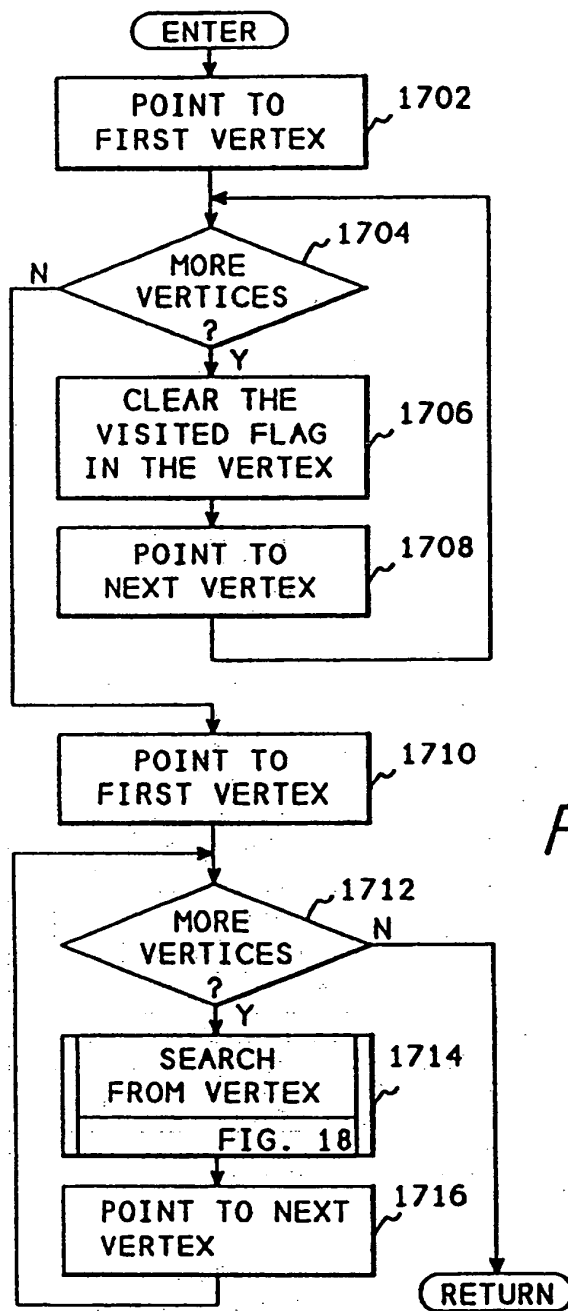 ENTER
POINT TO
FIRST VERTEX
1702
1704
MORE
VERTICES
?
N
Y
CLEAR THE
VISITED FLAG
IN THE VERTEX
1706
POINT TO
NEXT VERTEX
1708
POINT TO
FIRST VERTEX
1710
1712
MORE
VERTICES
?
N
Y
SEARCH
FROM VERTEX
FIG. 18
1714
POINT TO NEXT
VERTEX
1716
RETURN